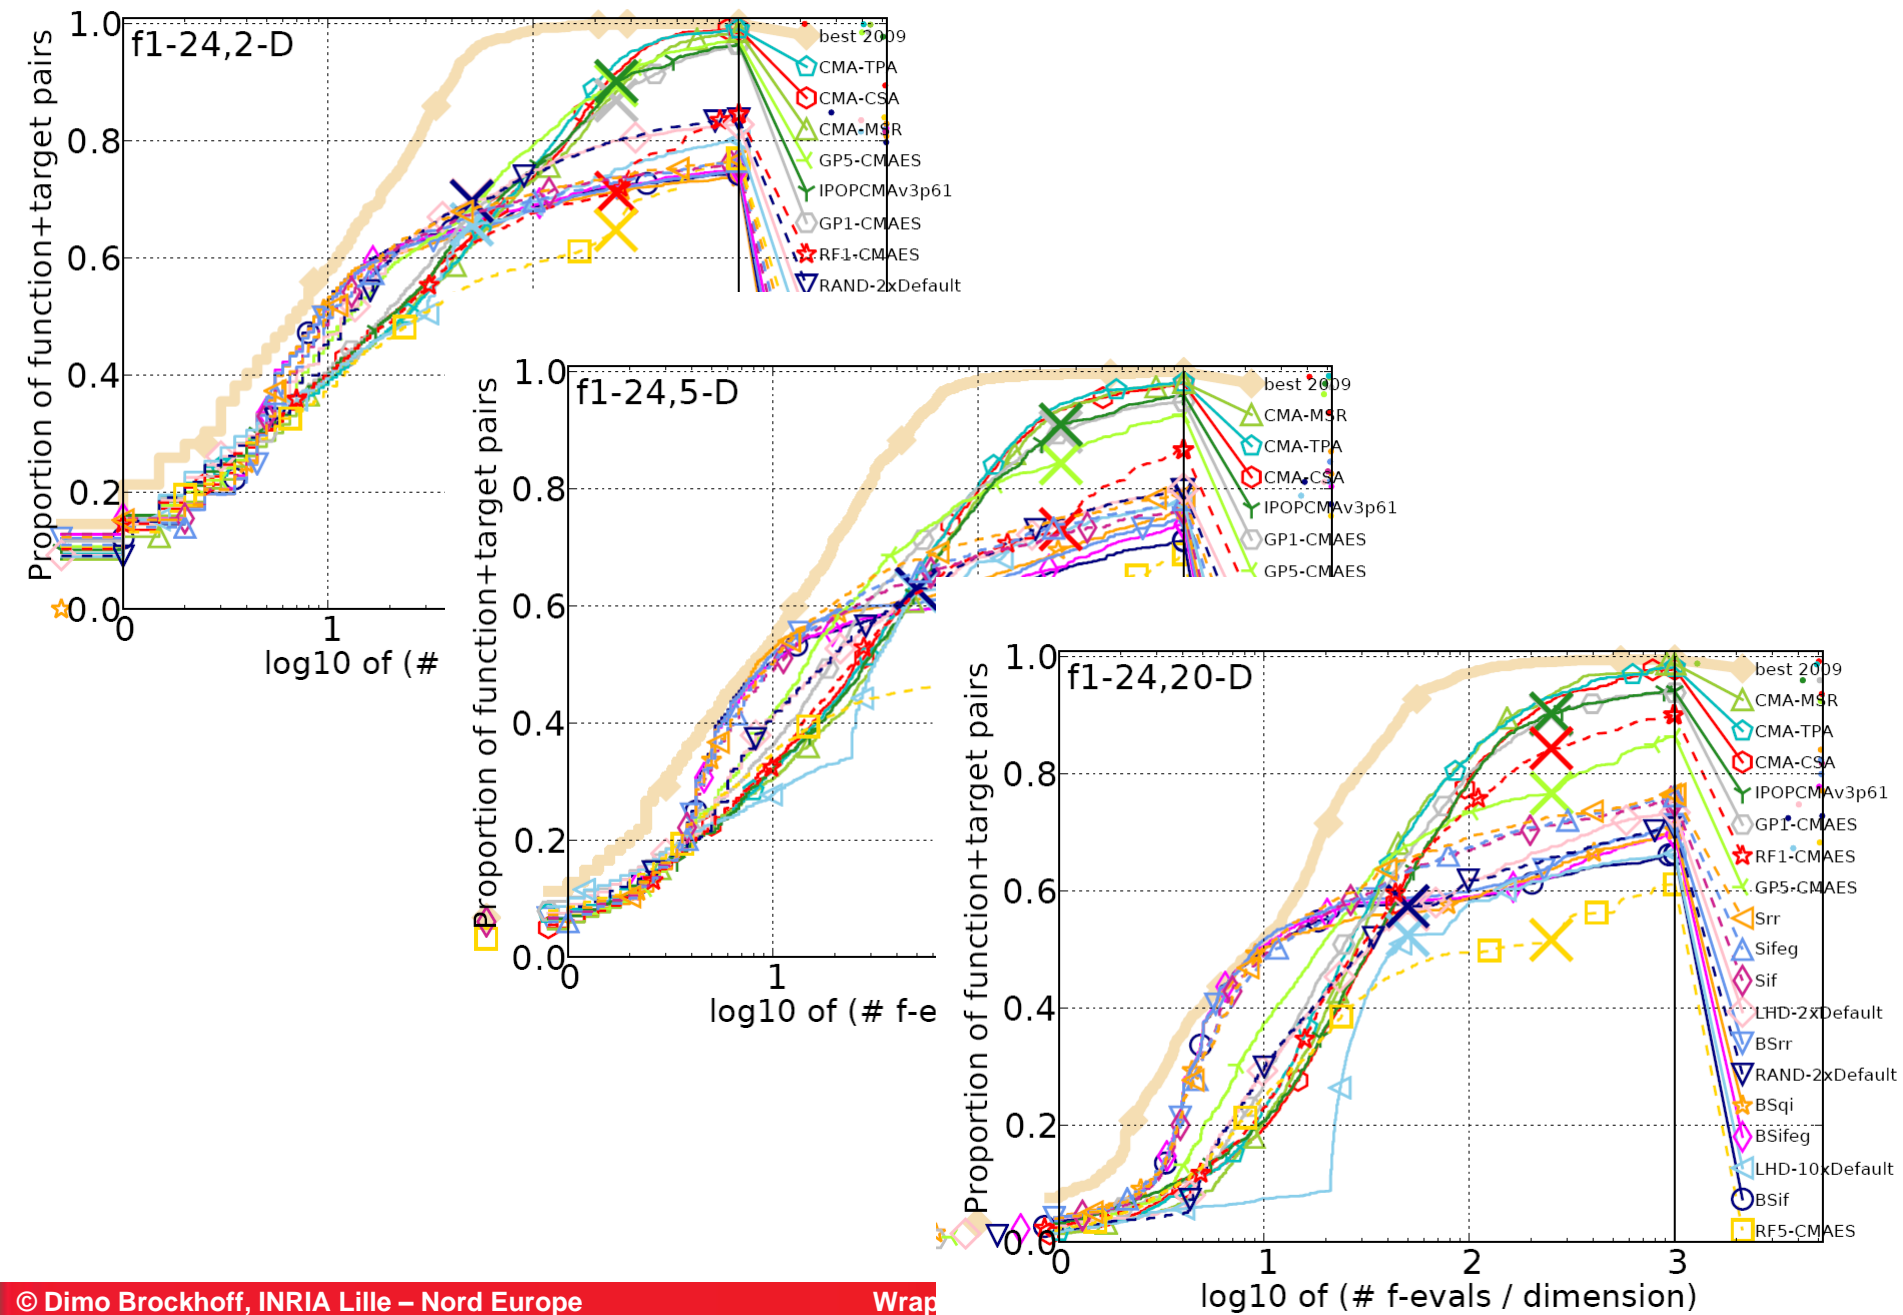 f1-24,2-D
Proportion of function+target pairs
1.0
0.8
0.6
0.4
0.2
0.0
0
1
log10 of (#
best 2009
CMA-TPA
CMA-CSA
CMA-MSR
GP5-CMAES
IPOPCMAv3p61
GP1-CMAES
RF1-CMAES
RAND-2xDefault
f1-24,5-D
Proportion of function+target pairs
1.0
0.8
0.6
0.4
0.2
0.0
0
1
log10 of (# f-e
best 2009
CMA-MSR
CMA-TPA
CMA-CSA
IPOPCMAv3p61
GP1-CMAES
GP5-CMAES
f1-24,20-D
Proportion of function+target pairs
1.0
0.8
0.6
0.4
0.2
0.0
0
1
2
3
log10 of (# f-evals / dimension)
best 2009
CMA-MSR
CMA-TPA
CMA-CSA
IPOPCMAv3p61
GP1-CMAES
RF1-CMAES
GP5-CMAES
Srr
Sifeg
Sif
LHD-2xDefault
BSrr
RAND-2xDefault
BSqi
BSifeg
LHD-10xDefault
BSif
RF5-CMAES
© Dimo Brockhoff, INRIA Lille – Nord Europe
Wrap